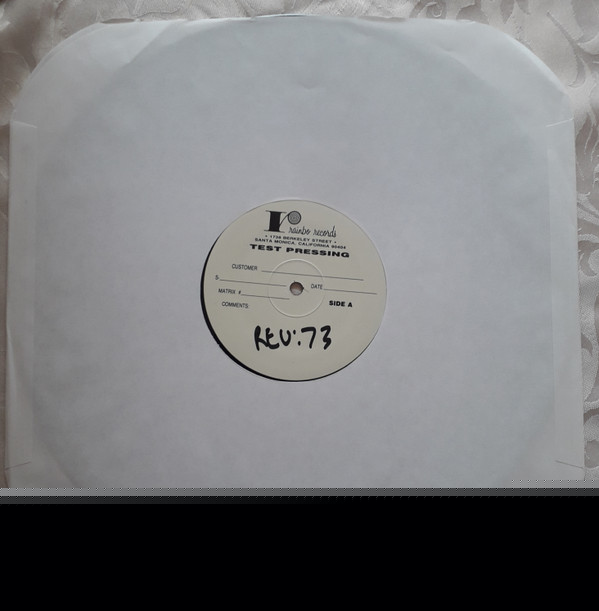 r rainbo records
• 1738 BERKELEY STREET •
SANTA MONICA, CALIFORNIA 90404
TEST PRESSING
CUSTOMER
S-
DATE
MATRIX #
COMMENTS:
SIDE A
REV:73